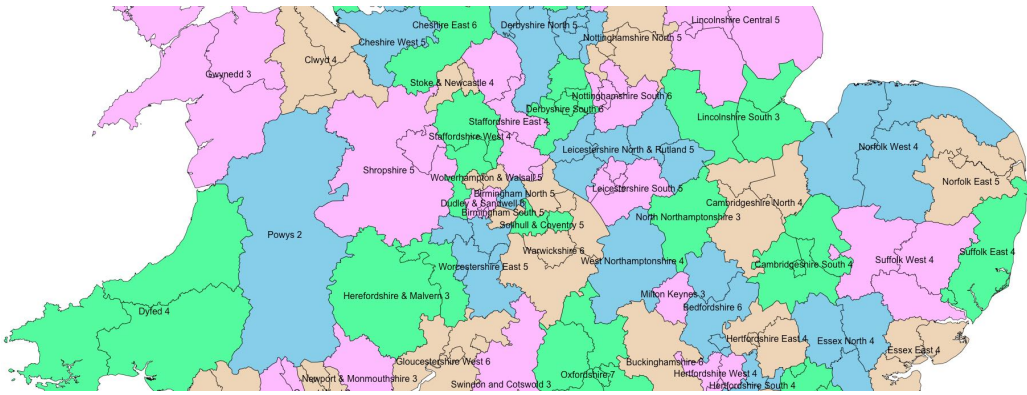 Lincolnshire Central 5
Cheshire East 6
Derbyshire North 5
Nottinghamshire North 5
Cheshire West 5
Clwyd 4
Gwynedd 3
Stoke & Newcastle 4
Nottinghamshire South 6
Derbyshire South 6
Lincolnshire South 3
Staffordshire East 4
Staffordshire West 4
Leicestershire North & Rutland 5
Norfolk West 4
Shropshire 5
Wolverhampton & Walsall 5
Norfolk East 5
Leicestershire South 5
Birmingham North 5
Dudley & Sandwell 5
Cambridgeshire North 4
Birmingham South 5
North Northamptonshire 3
Solihull & Coventry 5
Powys 2
Warwickshire 6
Suffolk East 4
West Northamptonshire 4
Suffolk West 4
Cambridgeshire South 4
Worcestershire East 5
Milton Keynes 3
Herefordshire & Malvern 3
Bedfordshire 6
Dyfed 4
Hertfordshire East 4
Essex North 4
Essex East 4
Gloucestershire West 6
Buckinghamshire 6
Oxfordshire 7
Hertfordshire West 4
Newport & Monmouthshire 3
Swindon and Cotswold 3
Hertfordshire South 4